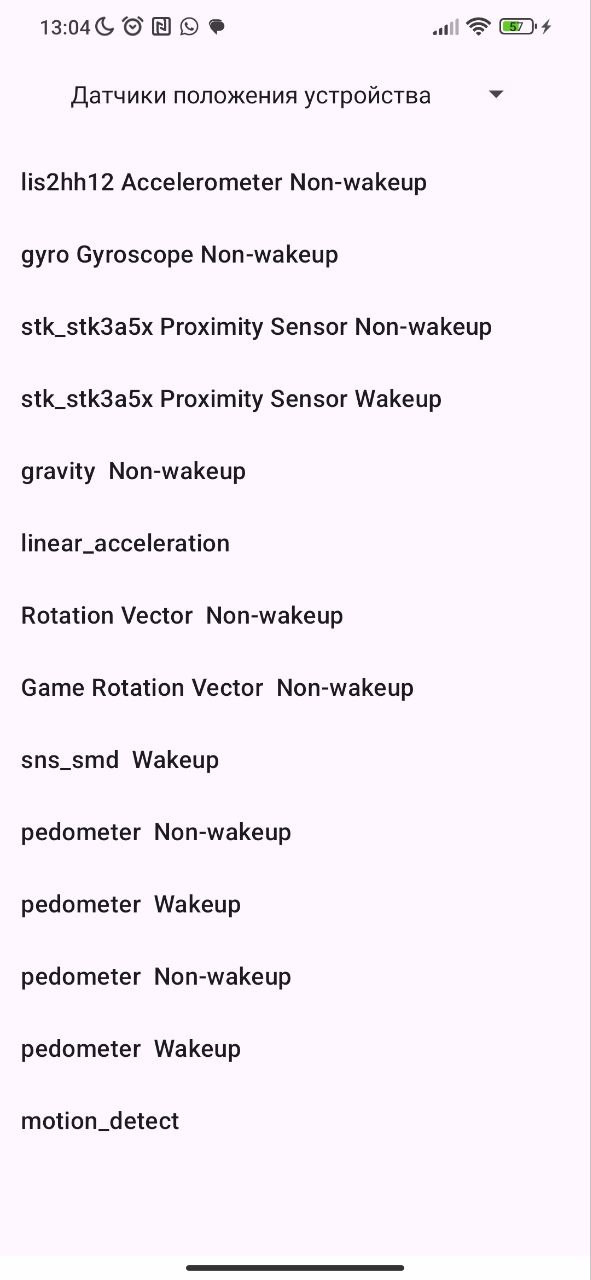 13:04 57
Датчики положения устройства
lis2hh12 Accelerometer Non-wakeup
gyro Gyroscope Non-wakeup
stk_stk3a5x Proximity Sensor Non-wakeup
stk_stk3a5x Proximity Sensor Wakeup
gravity  Non-wakeup
linear_acceleration
Rotation Vector  Non-wakeup
Game Rotation Vector  Non-wakeup
sns_smd  Wakeup
pedometer  Non-wakeup
pedometer  Wakeup
pedometer  Non-wakeup
pedometer  Wakeup
motion_detect